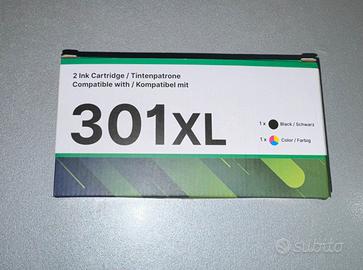 2 Ink Cartridge / Tintenpatrone
Compatible with / Kompatibel mit
301XL
1 x Black / Schwarz
1 x Color / Farbig
subito